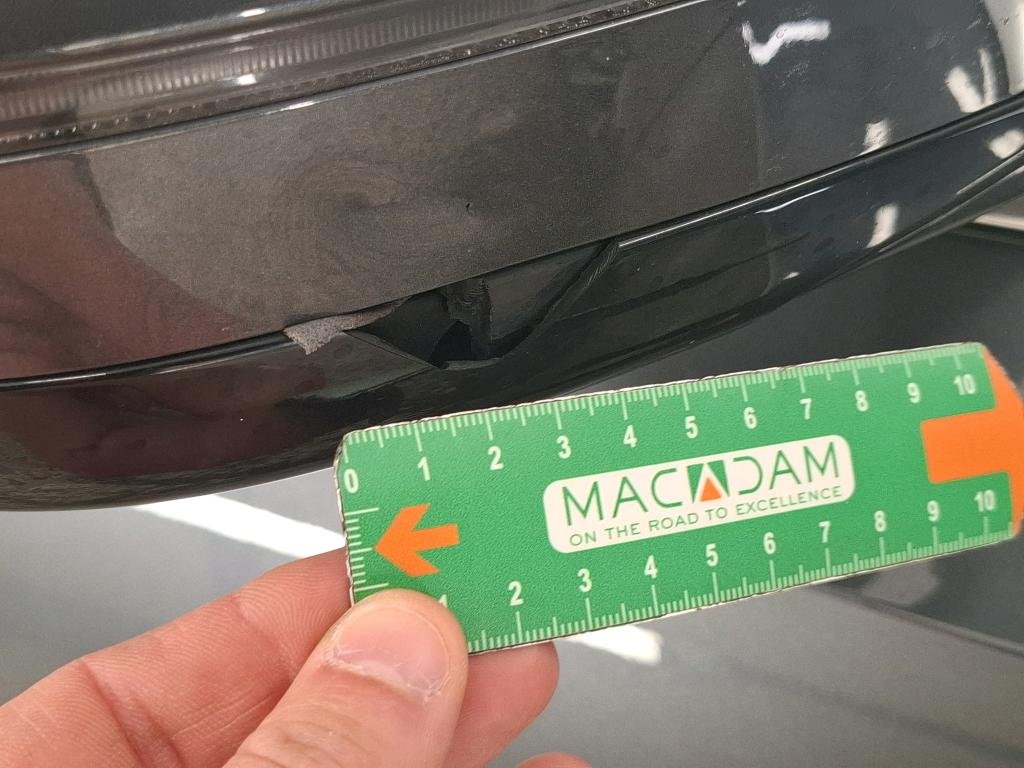 0 1 2 3 4 5 6 7 8 9 10
MACADAM
ON THE ROAD TO EXCELLENCE
1 2 3 4 5 6 7 8 9 10